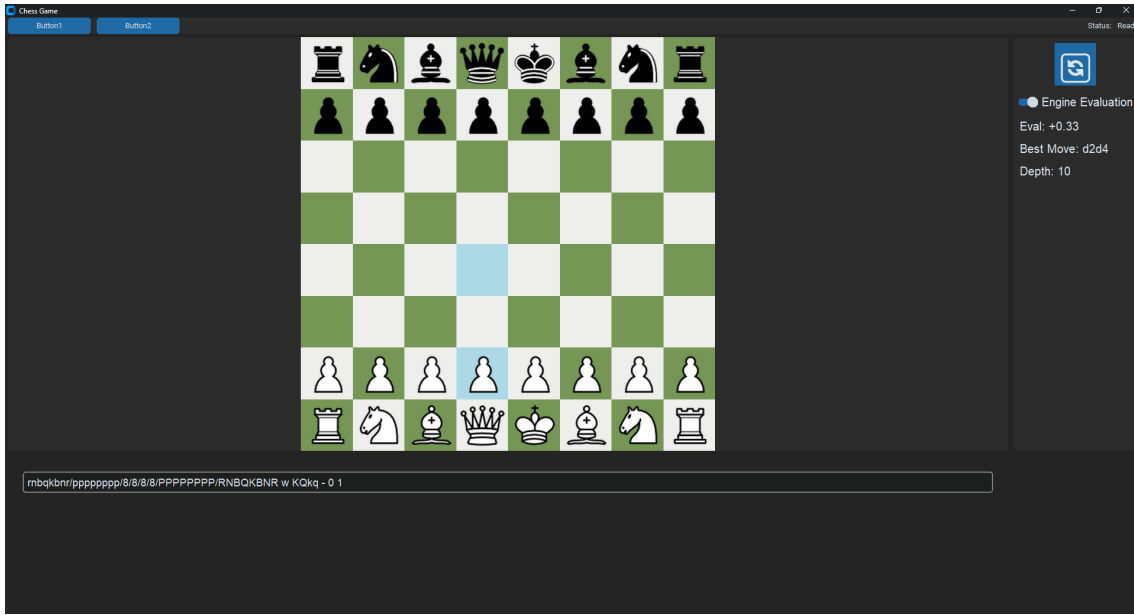 Chess Game
Button1 Button2 Status: Read
Engine Evaluation
Eval: +0.33
Best Move: d2d4
Depth: 10
rnbqkbnr/pppppppp/8/8/8/8/PPPPPPPP/RNBQKBNR w KQkq - 0 1